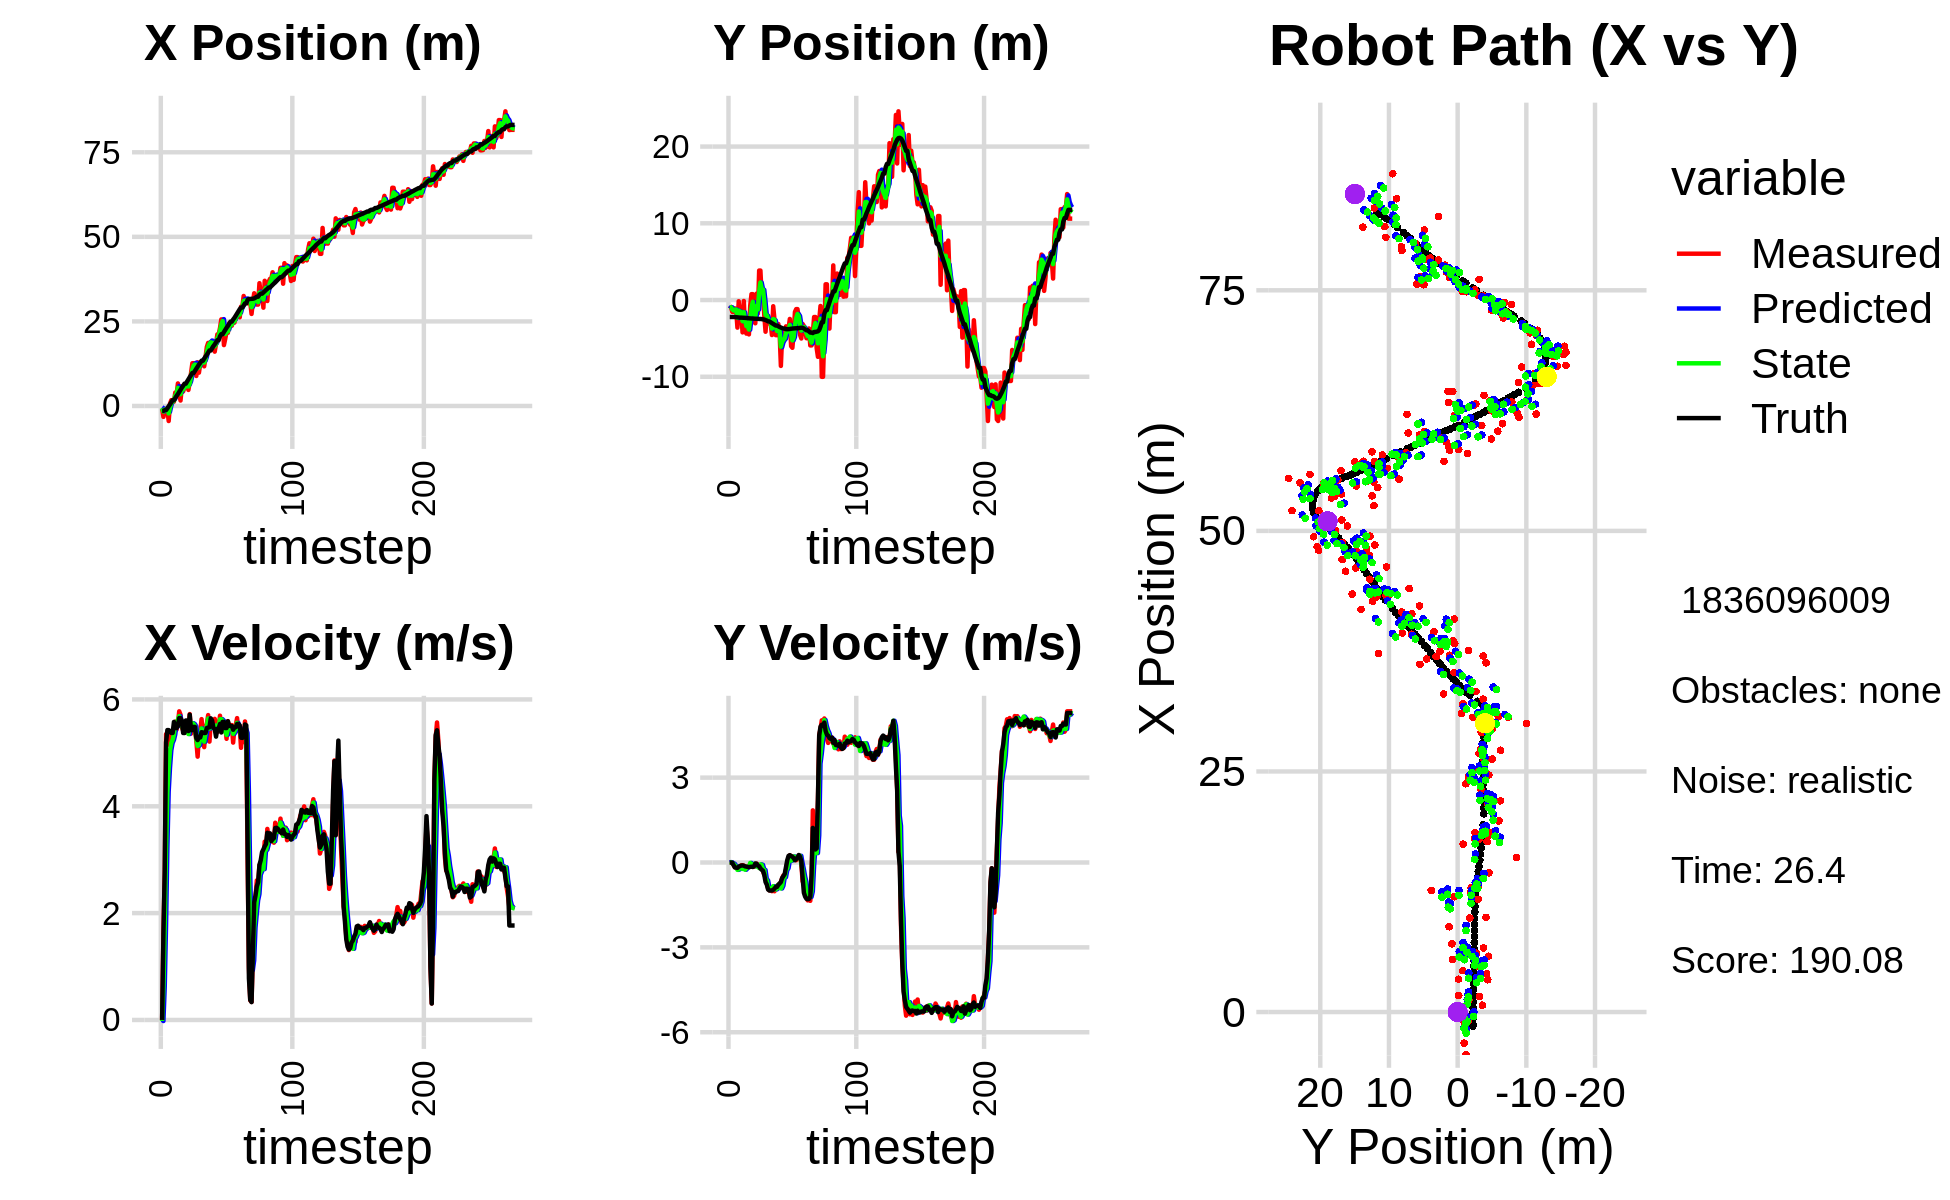 X Position (m)
75
50
25
0
0
100
200
timestep
Y Position (m)
20
10
0
-10
0
100
200
timestep
X Velocity (m/s)
6
4
2
0
0
100
200
timestep
Y Velocity (m/s)
3
0
-3
-6
0
100
200
timestep
Robot Path (X vs Y)
X Position (m)
75
50
25
0
20 10 0 -10 -20
Y Position (m)
variable
Measured
Predicted
State
Truth
1836096009
Obstacles: none
Noise: realistic
Time: 26.4
Score: 190.08